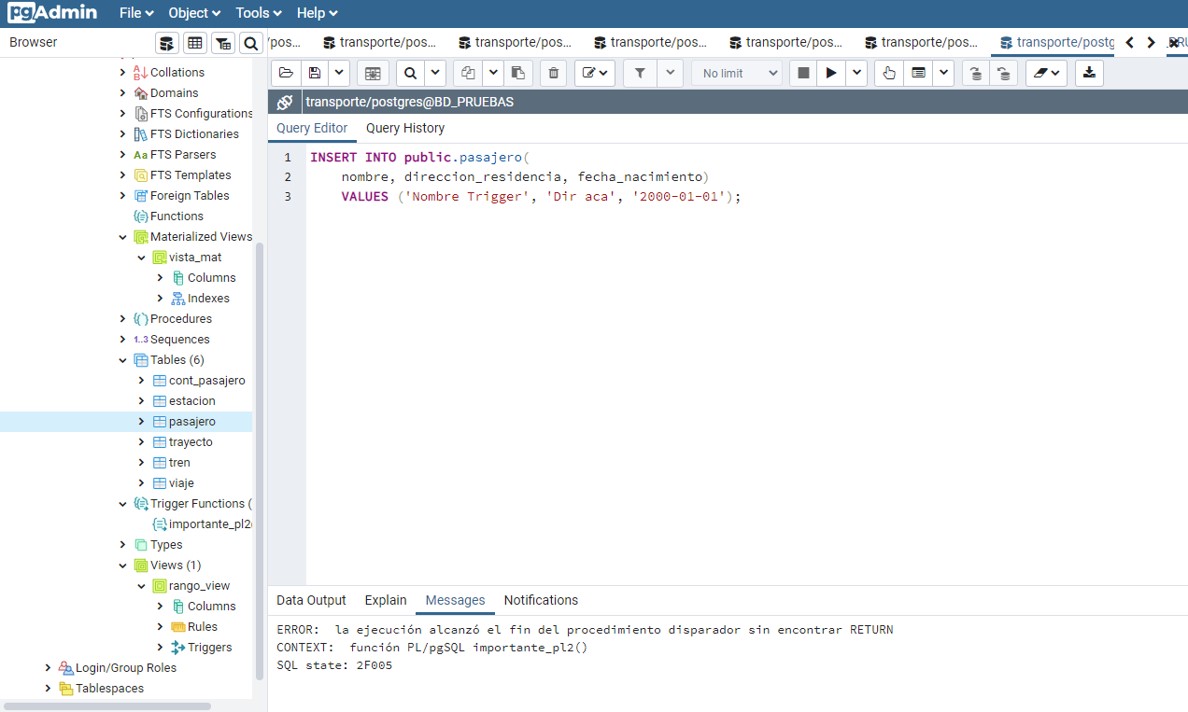 pgAdmin File Object Tools Help
Browser
/pos... transporte/pos... transporte/pos... transporte/pos... transporte/pos... transporte/pos... transporte/postg
No limit
transporte/postgres@BD_PRUEBAS
Query Editor Query History
Collations
Domains
FTS Configurations
FTS Dictionaries
Aa FTS Parsers
FTS Templates
Foreign Tables
Functions
Materialized Views
vista_mat
Columns
Indexes
Procedures
1..3 Sequences
Tables (6)
cont_pasajero
estacion
pasajero
trayecto
tren
viaje
Trigger Functions (
importante_pl2(
Types
Views (1)
rango_view
Columns
Rules
Triggers
Login/Group Roles
Tablespaces
1 INSERT INTO public.pasajero(
2 nombre, direccion_residencia, fecha_nacimiento)
3 VALUES ('Nombre Trigger', 'Dir aca', '2000-01-01');
Data Output Explain Messages Notifications
ERROR: la ejecución alcanzó el fin del procedimiento disparador sin encontrar RETURN
CONTEXT: función PL/pgSQL importante_pl2()
SQL state: 2F005